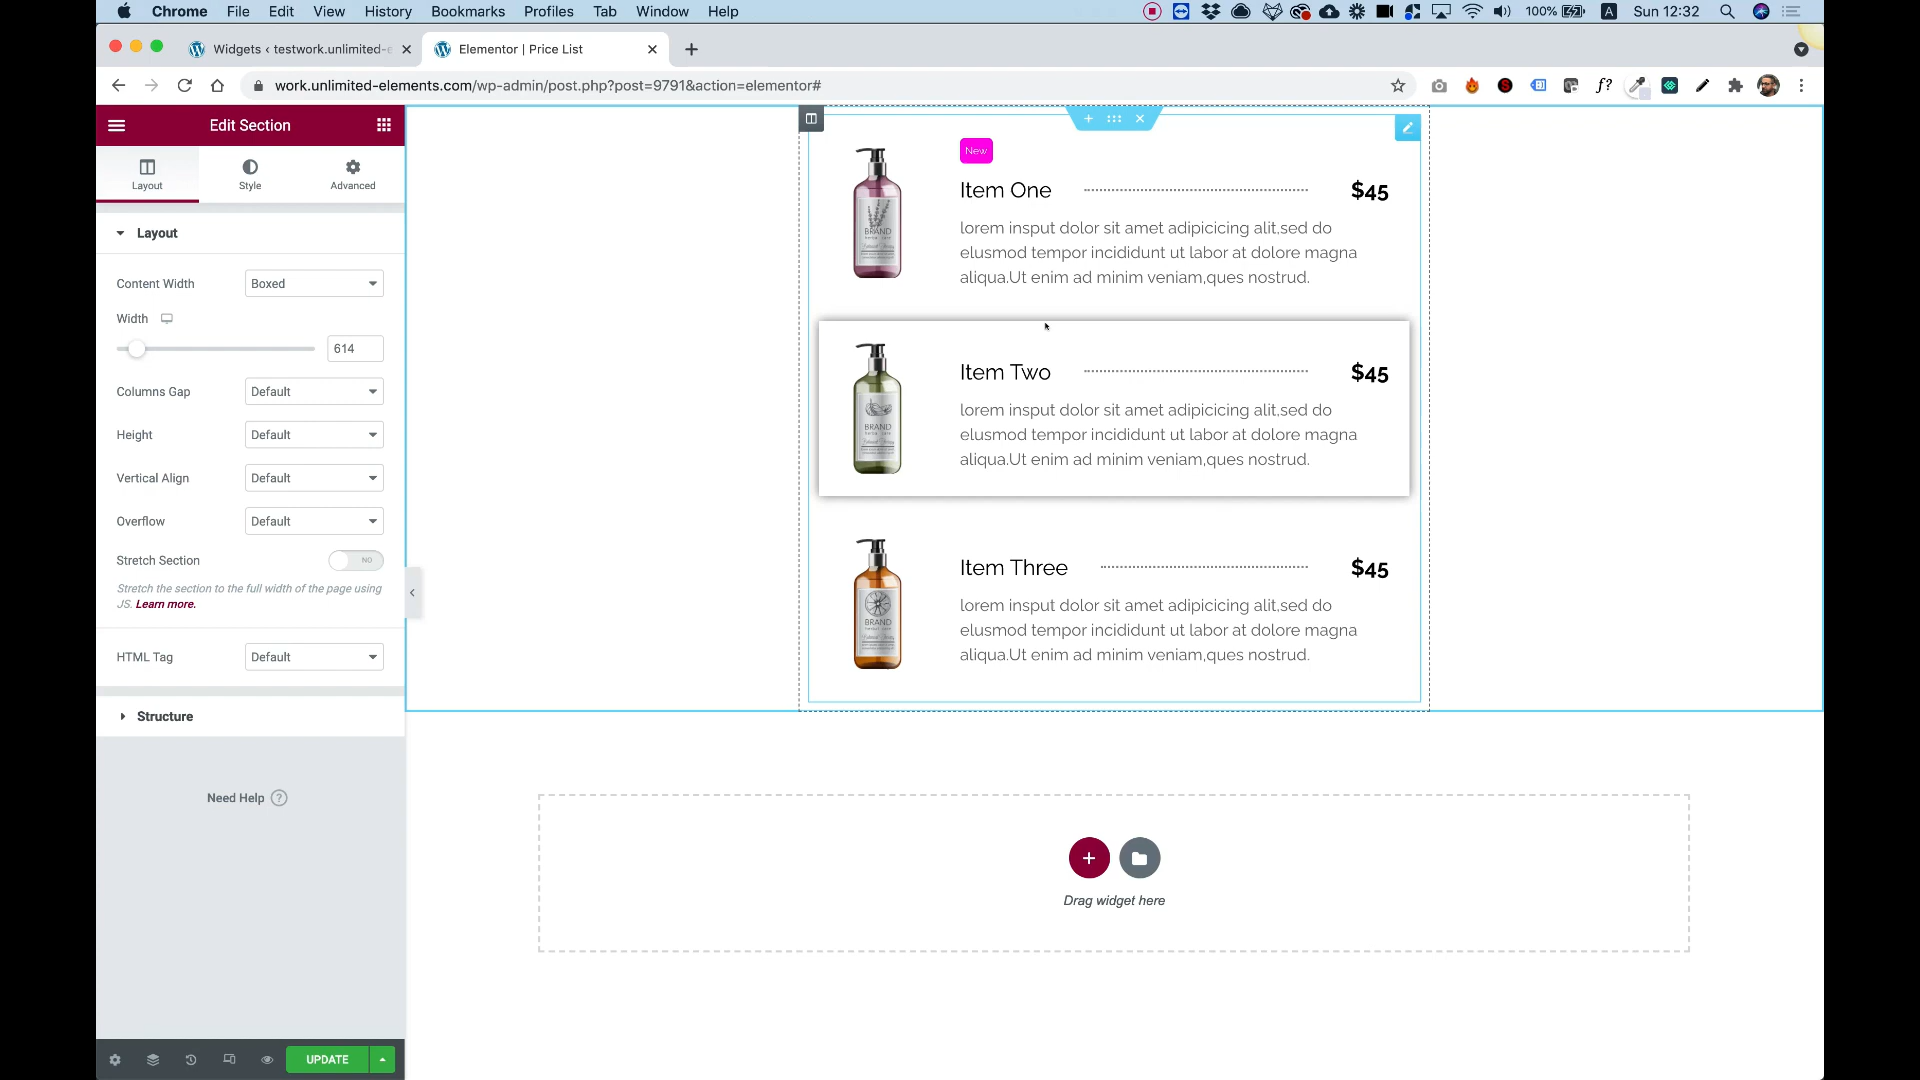 Chrome File Edit View History Bookmarks Profiles Tab Window Help 100% A Sun 12:32
Widgets ‹ testwork.unlimited-e
Elementor | Price List
work.unlimited-elements.com/wp-admin/post.php?post=9791&action=elementor#
f?
Edit Section
Layout Style Advanced
Layout
Content Width Boxed
Width 614
Columns Gap Default
Height Default
Vertical Align Default
Overflow Default
Stretch Section NO
Stretch the section to the full width of the page using
JS. Learn more.
HTML Tag Default
Structure
Need Help ?
UPDATE
New
BRAND
Item One $45
lorem insput dolor sit amet adipicicing alit,sed do
elusmod tempor incididunt ut labor at dolore magna
aliqua.Ut enim ad minim veniam,ques nostrud.
BRAND
Item Two $45
lorem insput dolor sit amet adipicicing alit,sed do
elusmod tempor incididunt ut labor at dolore magna
aliqua.Ut enim ad minim veniam,ques nostrud.
BRAND
Item Three $45
lorem insput dolor sit amet adipicicing alit,sed do
elusmod tempor incididunt ut labor at dolore magna
aliqua.Ut enim ad minim veniam,ques nostrud.
Drag widget here